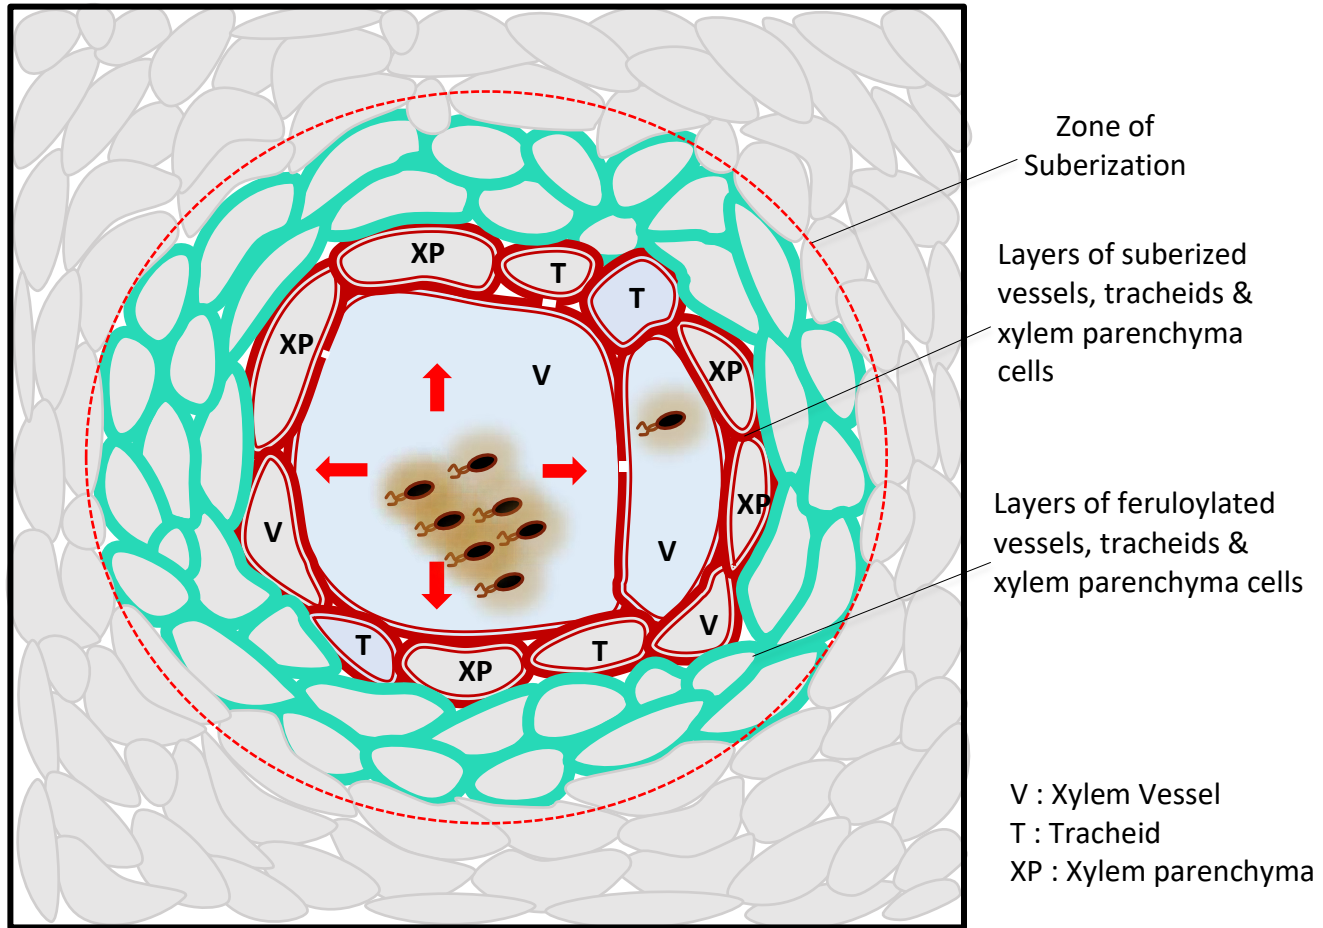 XP
T
T
XP
XP
V
XP
V
V
T
XP
T
V
Zone of
Suberization
Layers of suberized
vessels, tracheids &
xylem parenchyma
cells
Layers of feruloylated
vessels, tracheids &
xylem parenchyma cells
V : Xylem Vessel
T : Tracheid
XP : Xylem parenchyma